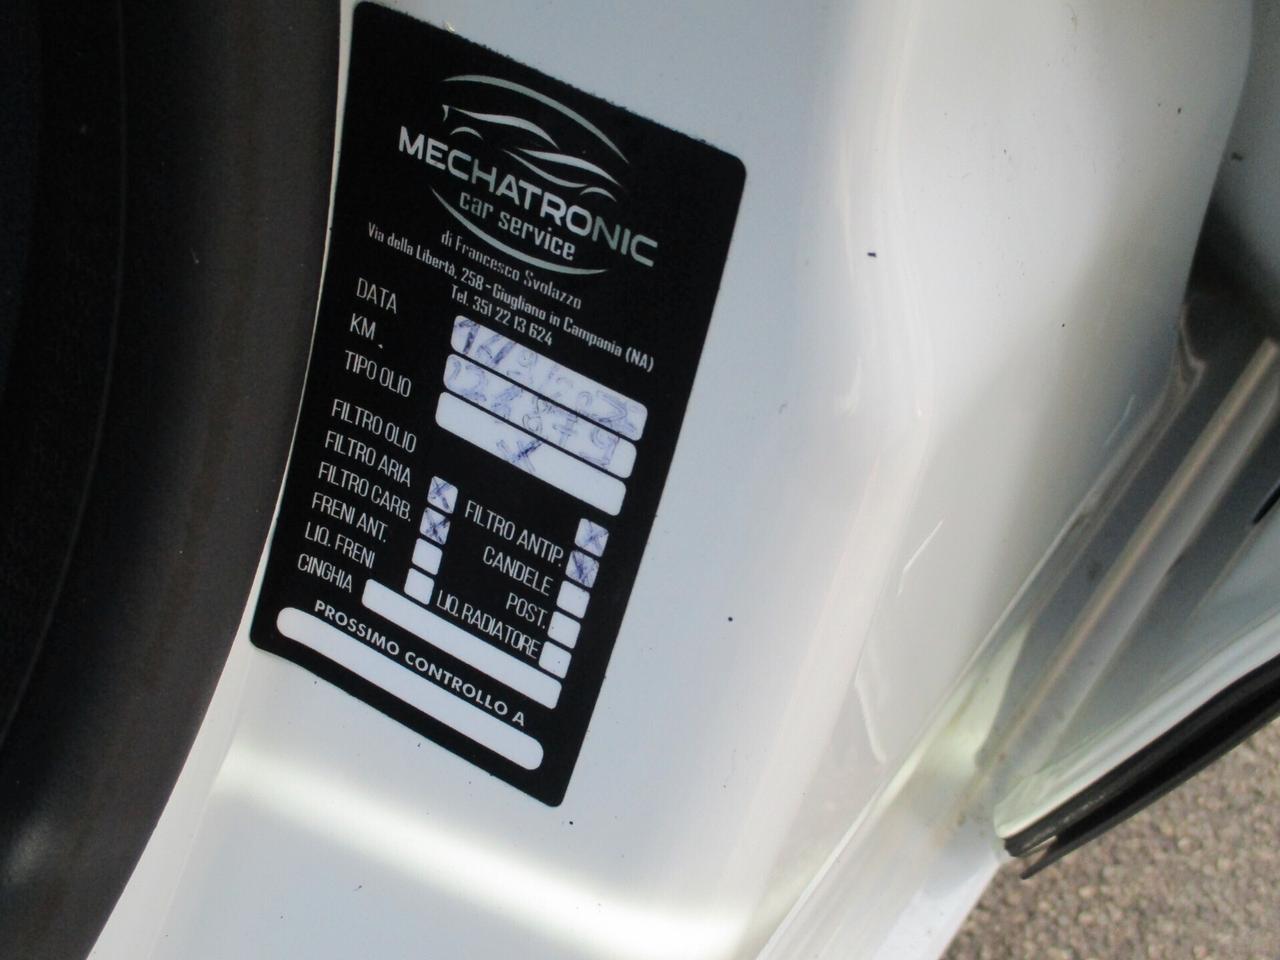 MECHATRONIC
car service
di Francesco Svolazzo
Via della Libertà, 258 - Giugliano in Campania (NA)
Tel. 351 22 13 624
DATA
KM.
TIPO OLIO X
FILTRO OLIO X FILTRO ANTIP. X
FILTRO ARIA X CANDELE X
FILTRO CARB.
FRENI ANT. POST.
LIQ. FRENI LIQ. RADIATORE
CINGHIA
PROSSIMO CONTROLLO A